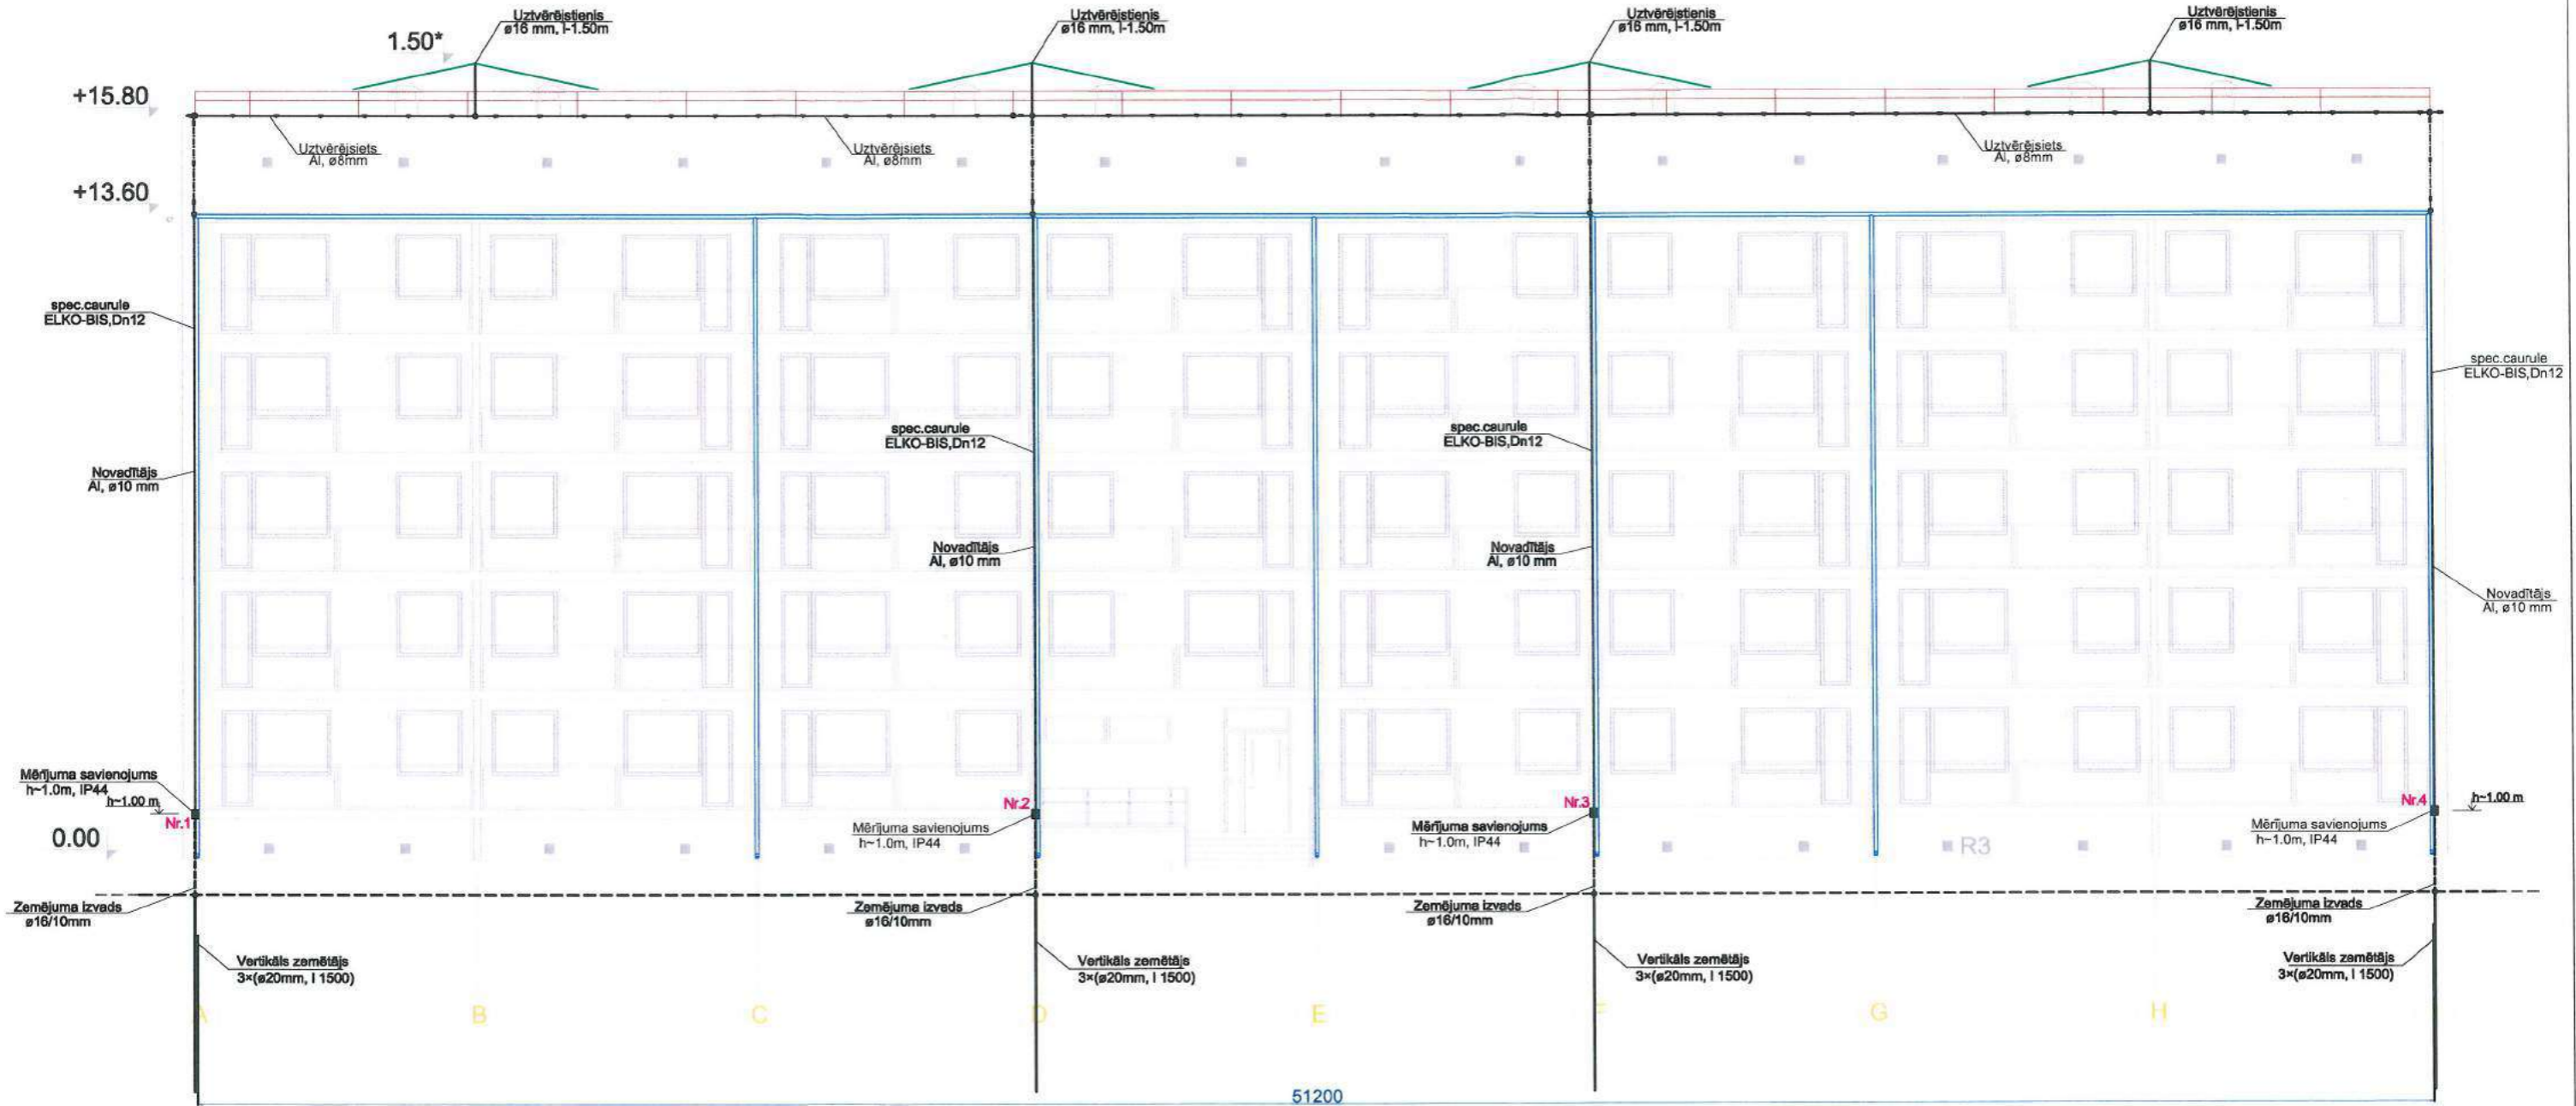 Uztvērējstienis
ø16 mm, l-1.50m
Uztvērējstienis
ø16 mm, l-1.50m
Uztvērējstienis
ø16 mm, l-1.50m
Uztvērējstienis
ø16 mm, l-1.50m
1.50*
+15.80
Uztvērējsiets
Al, ø8mm
Uztvērējsiets
Al, ø8mm
Uztvērējsiets
Al, ø8mm
+13.60
spec.caurule
ELKO-BIS,Dn12
spec.caurule
ELKO-BIS,Dn12
spec.caurule
ELKO-BIS,Dn12
spec.caurule
ELKO-BIS,Dn12
Novadītājs
Al, ø10 mm
Novadītājs
Al, ø10 mm
Novadītājs
Al, ø10 mm
Novadītājs
Al, ø10 mm
Mērījuma savienojums
h~1.0m, IP44
h~1.00 m
Nr.1
Nr.2
Mērījuma savienojums
h~1.0m, IP44
Nr.3
Mērījuma savienojums
h~1.0m, IP44
Nr.4
h~1.00 m
Mērījuma savienojums
h~1.0m, IP44
0.00
R3
Zemējuma izvads
ø16/10mm
Zemējuma izvads
ø16/10mm
Zemējuma izvads
ø16/10mm
Zemējuma izvads
ø16/10mm
Vertikāls zemētājs
3×(ø20mm, l 1500)
Vertikāls zemētājs
3×(ø20mm, l 1500)
Vertikāls zemētājs
3×(ø20mm, l 1500)
Vertikāls zemētājs
3×(ø20mm, l 1500)
A B C D E F G H
51200